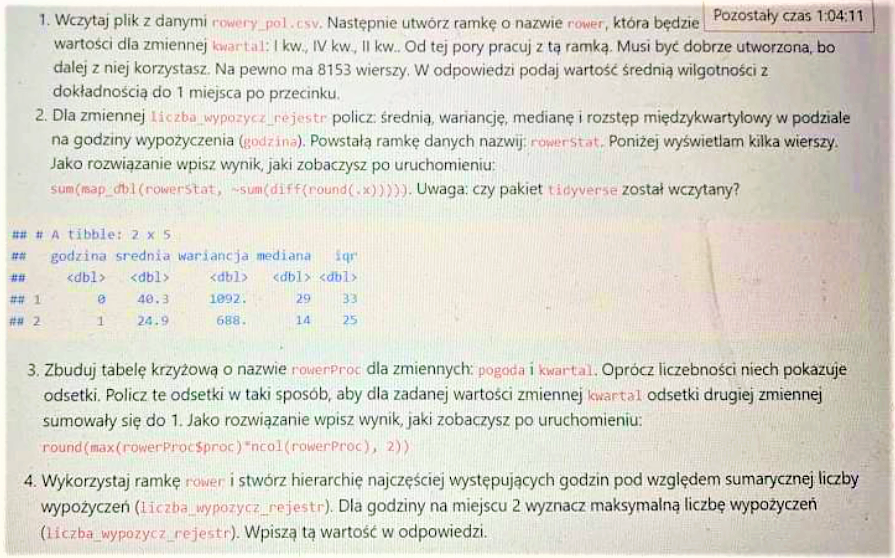 Pozostały czas 1:04:11
1. Wczytaj plik z danymi rowery_pol.csv. Następnie utwórz ramkę o nazwie rower, która będzie
wartości dla zmiennej kwartal: I kw., IV kw., II kw.. Od tej pory pracuj z tą ramką. Musi być dobrze utworzona, bo
dalej z niej korzystasz. Na pewno ma 8153 wierszy. W odpowiedzi podaj wartość średnią wilgotności z
dokładnością do 1 miejsca po przecinku.
2. Dla zmiennej liczba_wypozycz_rejestr policz: średnią, wariancję, medianę i rozstęp międzykwartylowy w podziale
na godziny wypożyczenia (godzina). Powstałą ramkę danych nazwij: rowerStat. Poniżej wyświetlam kilka wierszy.
Jako rozwiązanie wpisz wynik, jaki zobaczysz po uruchomieniu:
sum(map_dbl(rowerStat, ~sum(diff(round(.x))))). Uwaga: czy pakiet tidyverse został wczytany?
## # A tibble: 2 x 5
## godzina srednia wariancja mediana iqr
## <dbl> <dbl> <dbl> <dbl> <dbl>
## 1 0 40.3 1092. 29 33
## 2 1 24.9 688. 14 25
3. Zbuduj tabelę krzyżową o nazwie rowerProc dla zmiennych: pogoda i kwartal. Oprócz liczebności niech pokazuje
odsetki. Policz te odsetki w taki sposób, aby dla zadanej wartości zmiennej kwartal odsetki drugiej zmiennej
sumowały się do 1. Jako rozwiązanie wpisz wynik, jaki zobaczysz po uruchomieniu:
round(max(rowerProc$proc)*ncol(rowerProc), 2))
4. Wykorzystaj ramkę rower i stwórz hierarchię najczęściej występujących godzin pod względem sumarycznej liczby
wypożyczeń (liczba_wypozycz_rejestr). Dla godziny na miejscu 2 wyznacz maksymalną liczbę wypożyczeń
(liczba_wypozycz_rejestr). Wpiszą tą wartość w odpowiedzi.